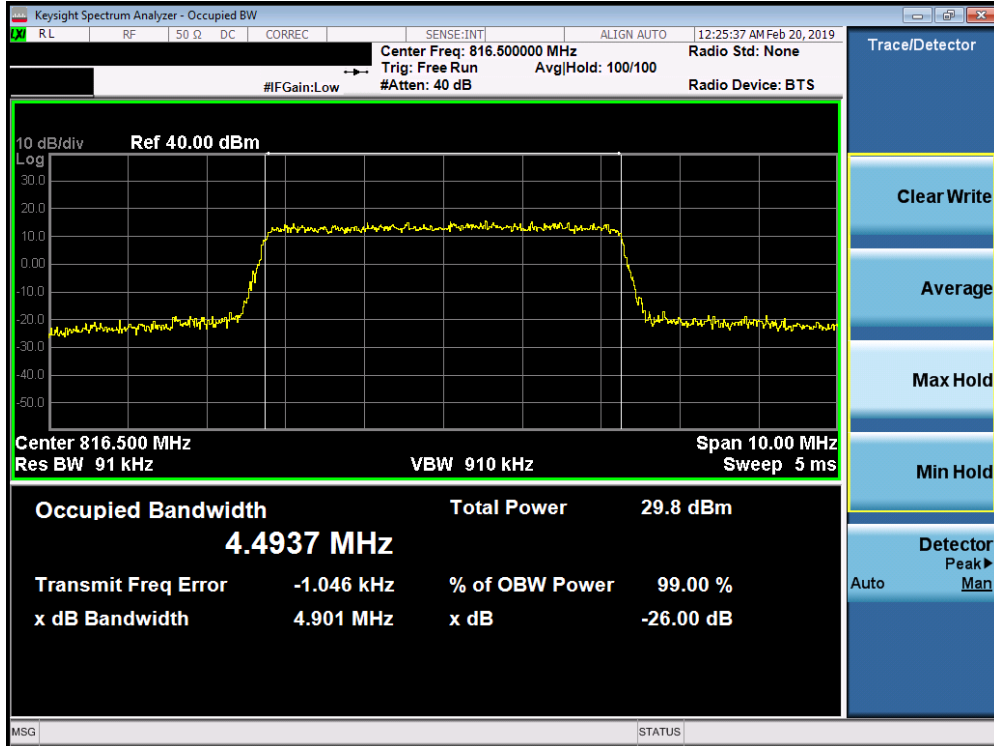 Keysight Spectrum Analyzer - Occupied BW
LXI RL RF 50 Ω DC CORREC SENSE:INT ALIGN AUTO 12:25:37 AM Feb 20, 2019
Center Freq: 816.500000 MHz Radio Std: None
Trig: Free Run Avg|Hold: 100/100
#IFGain:Low #Atten: 40 dB Radio Device: BTS
10 dB/div Ref 40.00 dBm
Log
30.0
20.0
10.0
0.00
-10.0
-20.0
-30.0
-40.0
-50.0
Center 816.500 MHz Span 10.00 MHz
Res BW 91 kHz VBW 910 kHz Sweep 5 ms
Occupied Bandwidth Total Power 29.8 dBm
4.4937 MHz
Transmit Freq Error -1.046 kHz % of OBW Power 99.00 %
x dB Bandwidth 4.901 MHz x dB -26.00 dB
MSG STATUS
Trace/Detector
Clear Write
Average
Max Hold
Min Hold
Detector
Peak▶
Auto Man